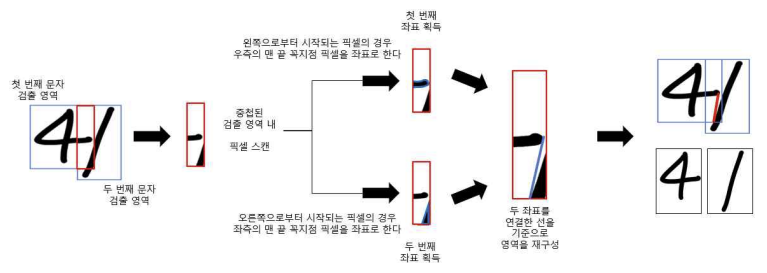 첫 번째 문자
검출 영역
41
두 번째 문자
검출 영역
중첩된
검출 영역 내
픽셀 스캔
왼쪽으로부터 시작되는 픽셀의 경우
우측의 맨 끝 꼭지점 픽셀을 좌표로 한다
첫 번째
좌표 획득
오른쪽으로부터 시작되는 픽셀의 경우
좌측의 맨 끝 꼭지점 픽셀을 좌표로 한다
두 번째
좌표 획득
두 좌표를
연결한 선을
기준으로
영역을 재구성
41
4 1